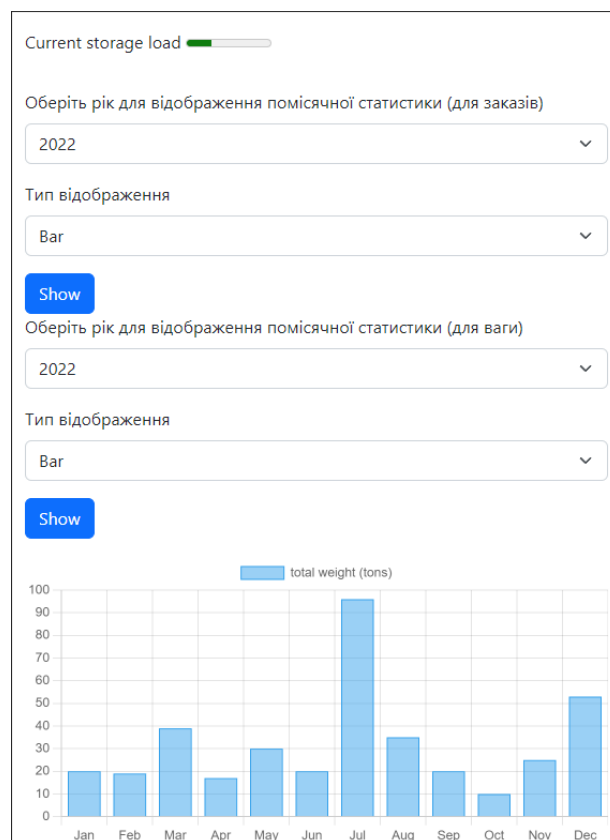 Current storage load
Оберіть рік для відображення помісячної статистики (для заказів)
2022
Тип відображення
Bar
Show
Оберіть рік для відображення помісячної статистики (для ваги)
2022
Тип відображення
Bar
Show
total weight (tons)
100
90
80
70
60
50
40
30
20
10
0
Jan Feb Mar Apr May Jun Jul Aug Sep Oct Nov Dec